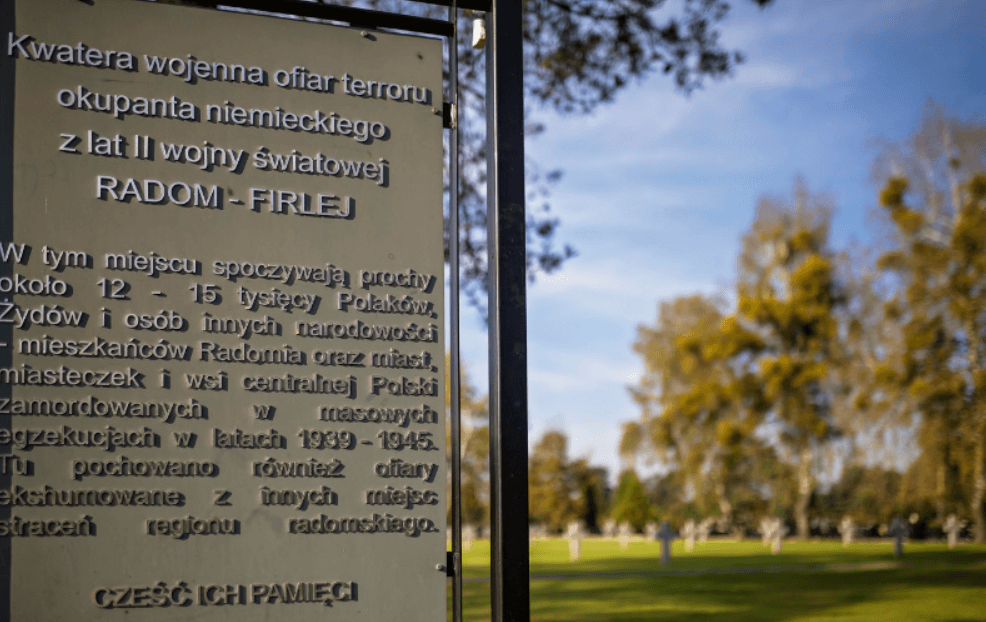 Kwatera wojenna ofiar terroru
okupanta niemieckiego
z lat II wojny światowej
RADOM - FIRLEJ
W tym miejscu spoczywają prochy
około 12 - 15 tysięcy Polaków,
Żydów i osób innych narodowości
- mieszkańców Radomia oraz miast,
miasteczek i wsi centralnej Polski
zamordowanych w masowych
egzekucjach w latach 1939 - 1945.
Tu pochowano również ofiary
ekshumowane z innych miejsc
straceń regionu radomskiego.
CZEŚĆ ICH PAMIĘCI